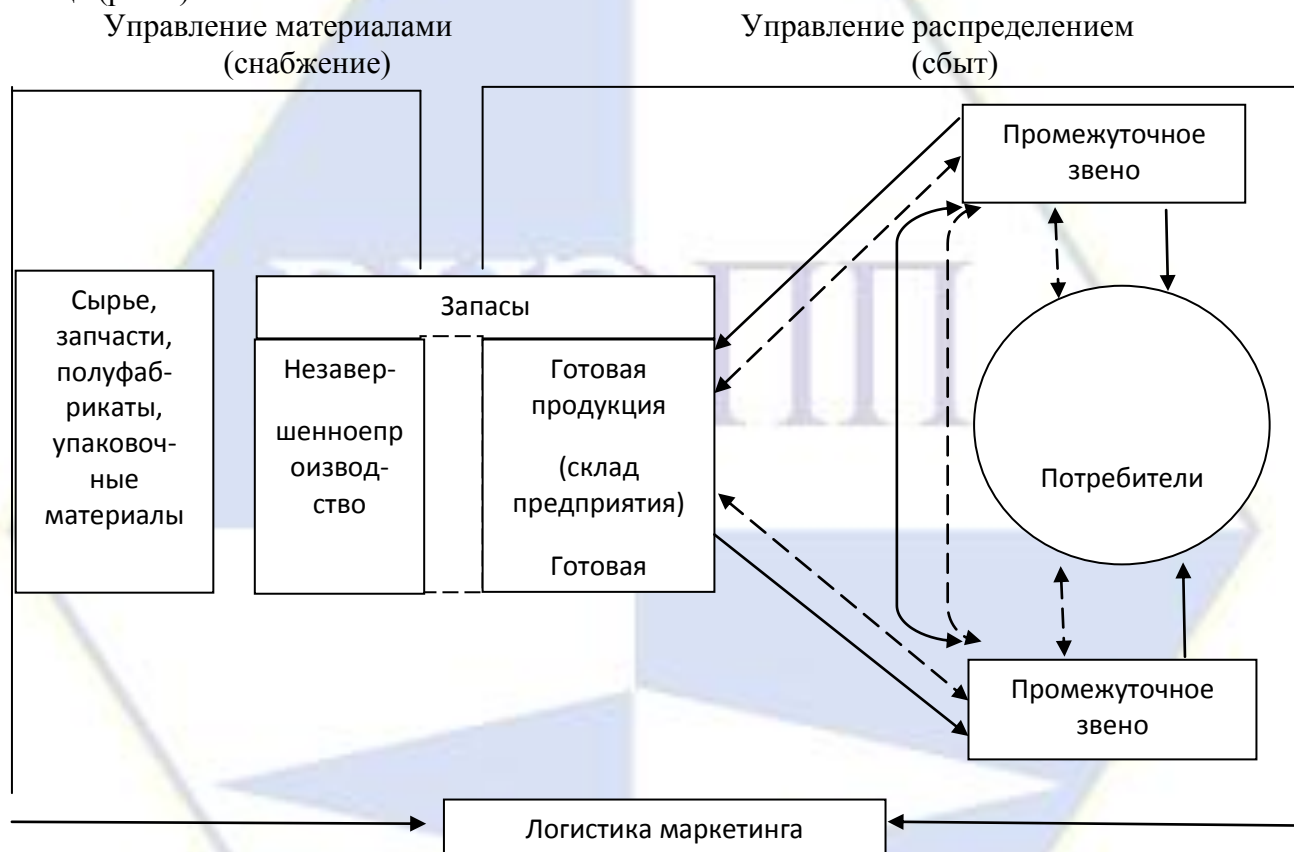 Управление материалами
(снабжение)
Управление распределением
(сбыт)
Промежуточное
звено
Сырье,
запчасти,
полуфаб-
рикаты,
упаковоч-
ные
материалы
Запасы
Незавер-
шенноепр
оизвод-
ство
Готовая
продукция
(склад
предприятия)
Готовая
Потребители
Промежуточное
звено
Логистика маркетинга